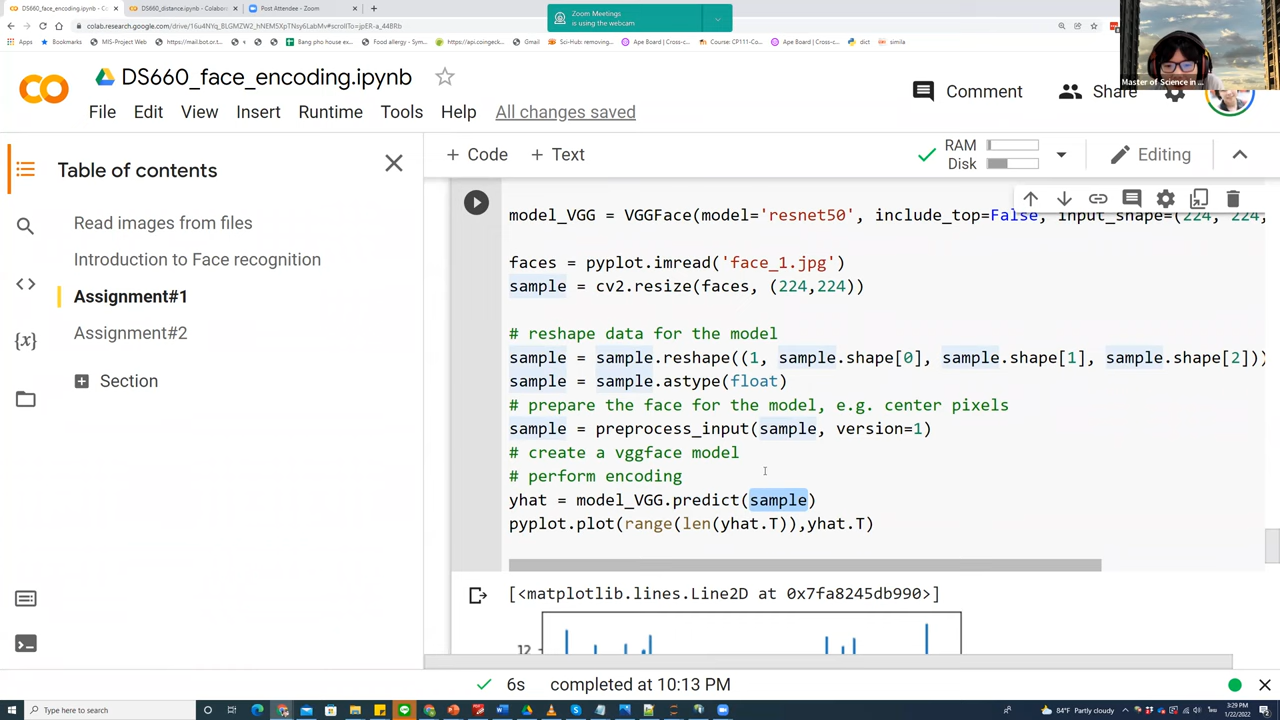 DS660_face_encoding.ipynb - Cola
DS660_distance.ipynb - Colabor
Post Attendee - Zoom
Zoom Meetings
is using the webcam
colab.research.google.com/drive/16u4NYq_BLGMZW2_hNEMSXpTNsy6LabMv#scrollTo=jpER-a_44BRb
Apps
Bookmarks
MIS-Project Web
https://mail.bot.or.t...
Bang pho house ex...
Food allergy - Sym...
https://api.coingeck...
Gmail
Sci-Hub: removing...
Ape Board | Cross-c...
Course: CP111-Co...
Ape Board | Cross-c...
dict
simila
Master of Science in ...
DS660_face_encoding.ipynb
File Edit View Insert Runtime Tools Help All changes saved
Comment
Share
Table of contents
Read images from files
Introduction to Face recognition
Assignment#1
Assignment#2
Section
+ Code + Text
RAM
Disk
Editing
model_VGG = VGGFace(model='resnet50', include_top=False, input_shape=(224, 224,
faces = pyplot.imread('face_1.jpg')
sample = cv2.resize(faces, (224,224))
# reshape data for the model
sample = sample.reshape((1, sample.shape[0], sample.shape[1], sample.shape[2]))
sample = sample.astype(float)
# prepare the face for the model, e.g. center pixels
sample = preprocess_input(sample, version=1)
# create a vggface model
# perform encoding
yhat = model_VGG.predict(sample)
pyplot.plot(range(len(yhat.T)),yhat.T)
[<matplotlib.lines.Line2D at 0x7fa8245db990>]
12
6s completed at 10:13 PM
Type here to search
84°F Partly cloudy
3:29 PM
1/22/2022